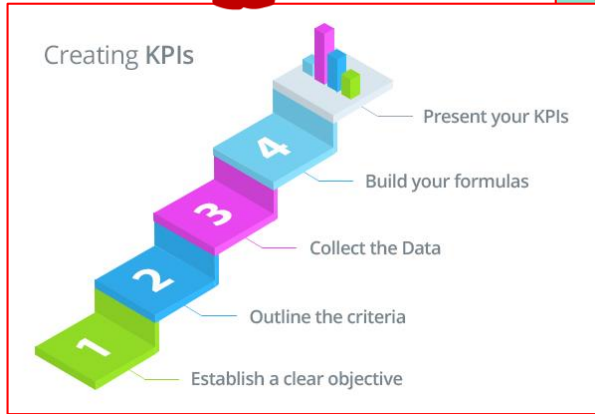 Creating KPIs
Present your KPIs
4
Build your formulas
3
Collect the Data
2
Outline the criteria
1
Establish a clear objective